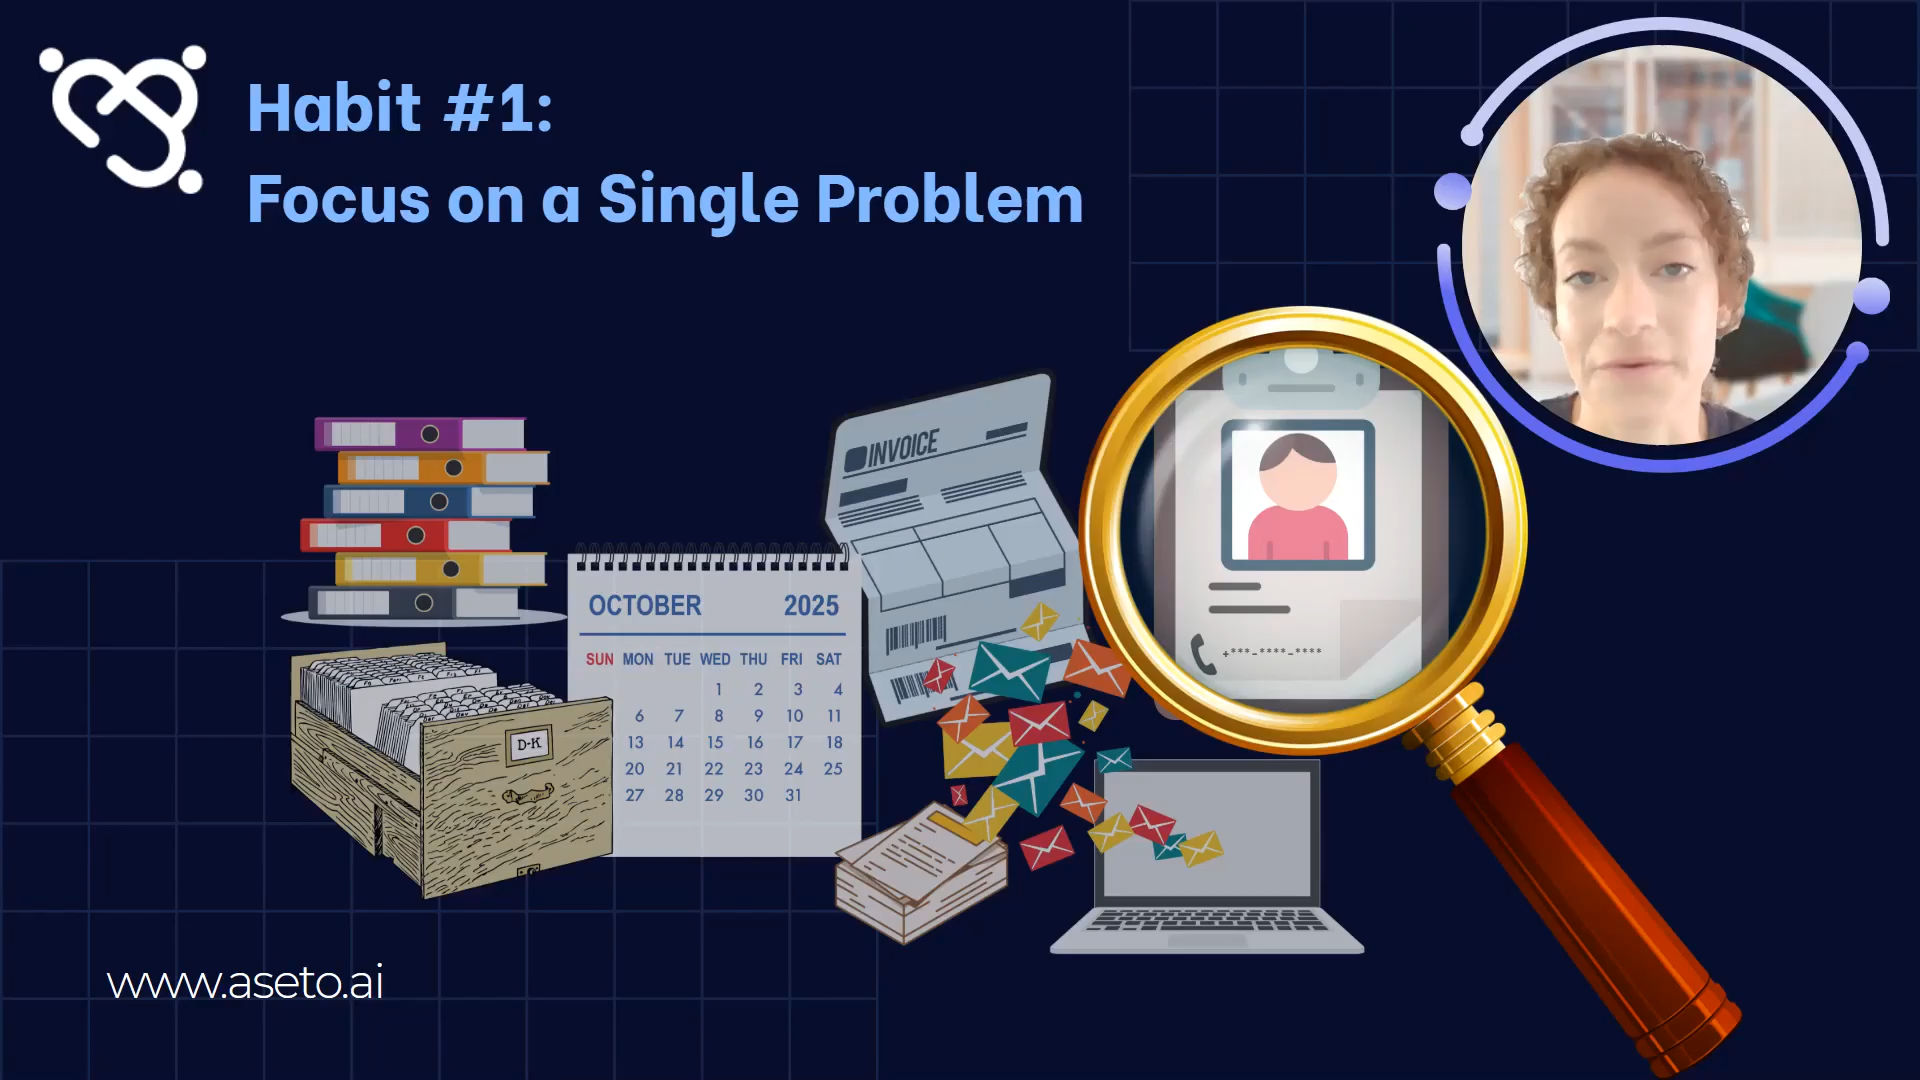 Habit #1:
Focus on a Single Problem
INVOICE
OCTOBER 2025
SUN MON TUE WED THU FRI SAT
1 2 3 4
6 7 8 9 10 11
13 14 15 16 17 18
20 21 22 23 24 25
27 28 29 30 31
D-K
+***-****-****
www.aseto.ai